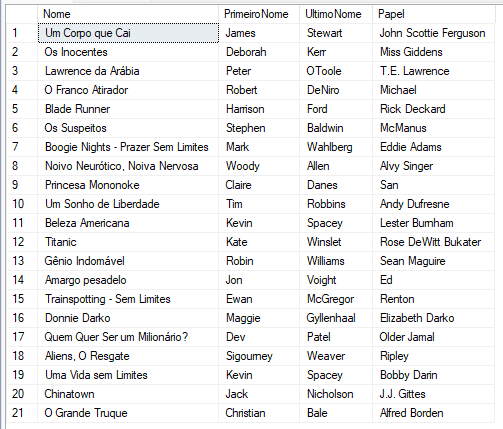 Nome PrimeiroNome UltimoNome Papel
1 Um Corpo que Cai James Stewart John Scottie Ferguson
2 Os Inocentes Deborah Kerr Miss Giddens
3 Lawrence da Arábia Peter OToole T.E. Lawrence
4 O Franco Atirador Robert DeNiro Michael
5 Blade Runner Harrison Ford Rick Deckard
6 Os Suspeitos Stephen Baldwin McManus
7 Boogie Nights - Prazer Sem Limites Mark Wahlberg Eddie Adams
8 Noivo Neurótico, Noiva Nervosa Woody Allen Alvy Singer
9 Princesa Mononoke Claire Danes San
10 Um Sonho de Liberdade Tim Robbins Andy Dufresne
11 Beleza Americana Kevin Spacey Lester Burnham
12 Titanic Kate Winslet Rose DeWitt Bukater
13 Gênio Indomável Robin Williams Sean Maguire
14 Amargo pesadelo Jon Voight Ed
15 Trainspotting - Sem Limites Ewan McGregor Renton
16 Donnie Darko Maggie Gyllenhaal Elizabeth Darko
17 Quem Quer Ser um Milionário? Dev Patel Older Jamal
18 Aliens, O Resgate Sigourney Weaver Ripley
19 Uma Vida sem Limites Kevin Spacey Bobby Darin
20 Chinatown Jack Nicholson J.J. Gittes
21 O Grande Truque Christian Bale Alfred Borden